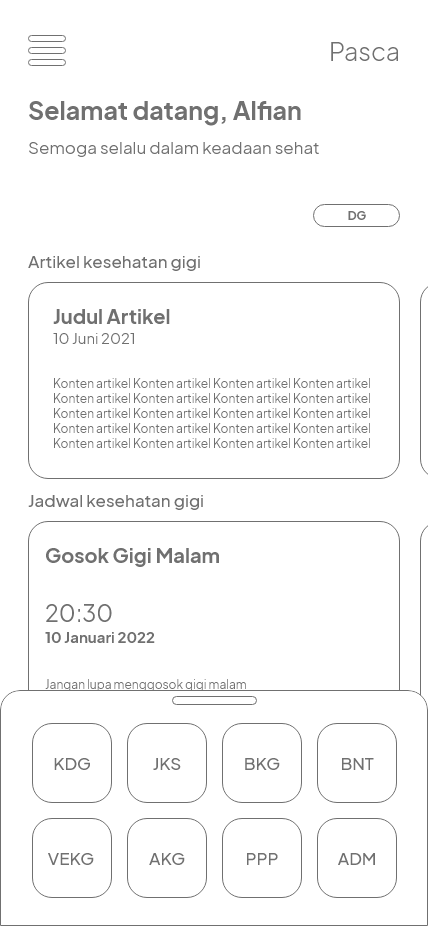 Pasca
Selamat datang, Alfian
Semoga selalu dalam keadaan sehat
DG
Artikel kesehatan gigi
Judul Artikel
10 Juni 2021
Konten artikel Konten artikel Konten artikel Konten artikel
Konten artikel Konten artikel Konten artikel Konten artikel
Konten artikel Konten artikel Konten artikel Konten artikel
Konten artikel Konten artikel Konten artikel Konten artikel
Konten artikel Konten artikel Konten artikel Konten artikel
Jadwal kesehatan gigi
Gosok Gigi Malam
20:30
10 Januari 2022
Jangan lupa menggosok gigi malam
KDG JKS BKG BNT
VEKG AKG PPP ADM